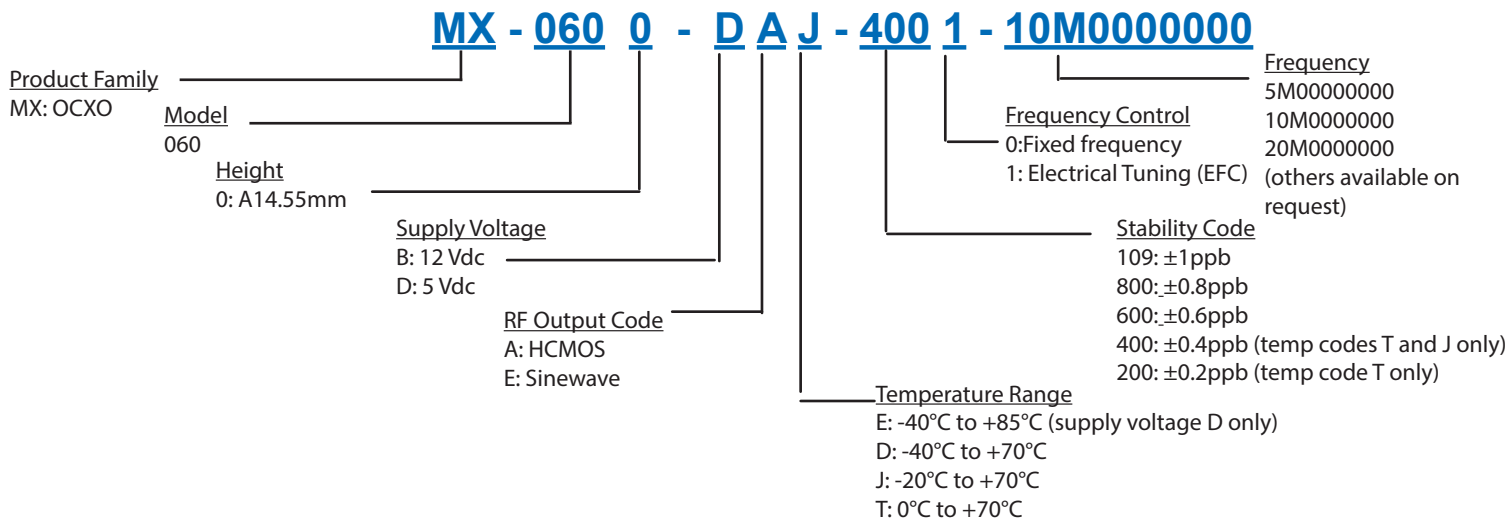 MX - 060 0 - D A J - 400 1 - 10M0000000
Product Family
MX: OCXO
Model
060
Height
0: A14.55mm
Supply Voltage
B: 12 Vdc
D: 5 Vdc
RF Output Code
A: HCMOS
E: Sinewave
Temperature Range
E: -40°C to +85°C (supply voltage D only)
D: -40°C to +70°C
J: -20°C to +70°C
T: 0°C to +70°C
Stability Code
109: ±1ppb
800: ±0.8ppb
600: ±0.6ppb
400: ±0.4ppb (temp codes T and J only)
200: ±0.2ppb (temp code T only)
Frequency Control
0:Fixed frequency
1: Electrical Tuning (EFC)
Frequency
5M00000000
10M0000000
20M0000000
(others available on
request)